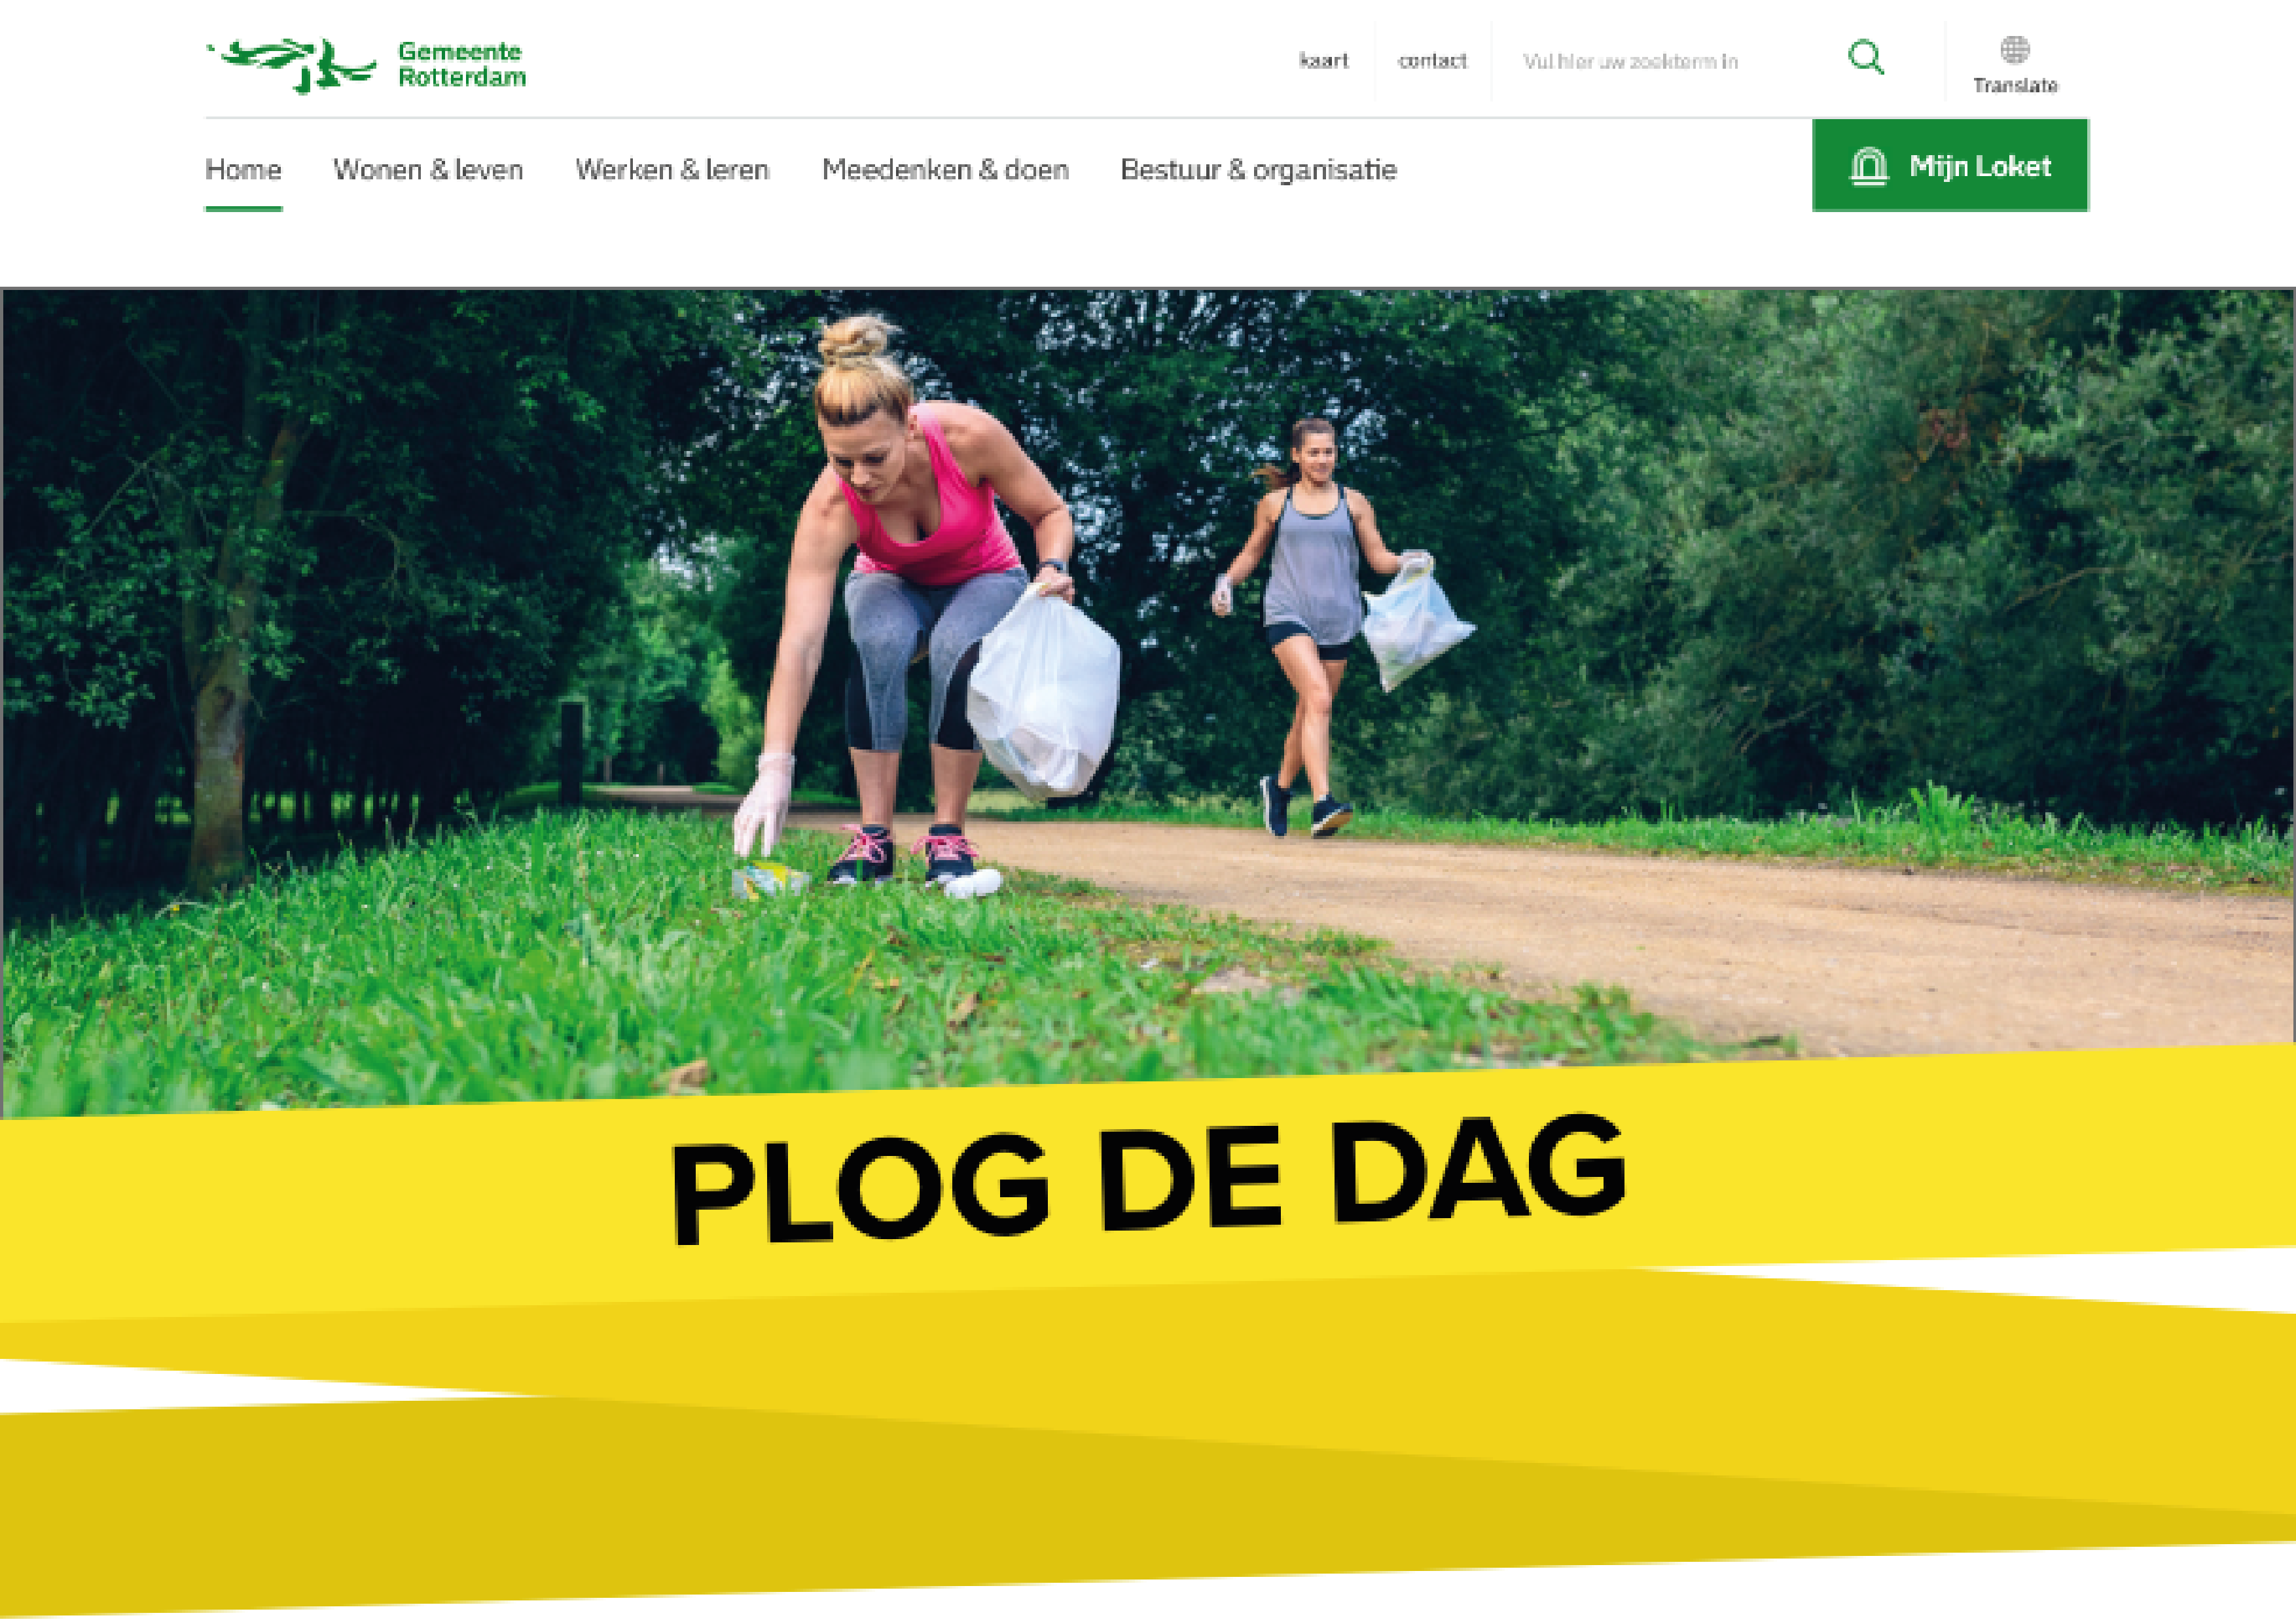 Gemeente
Rotterdam
kaart contact Vul hier uw zoekterm in
Translate
Home Wonen & leven Werken & leren Meedenken & doen Bestuur & organisatie Mijn Loket
PLOG DE DAG